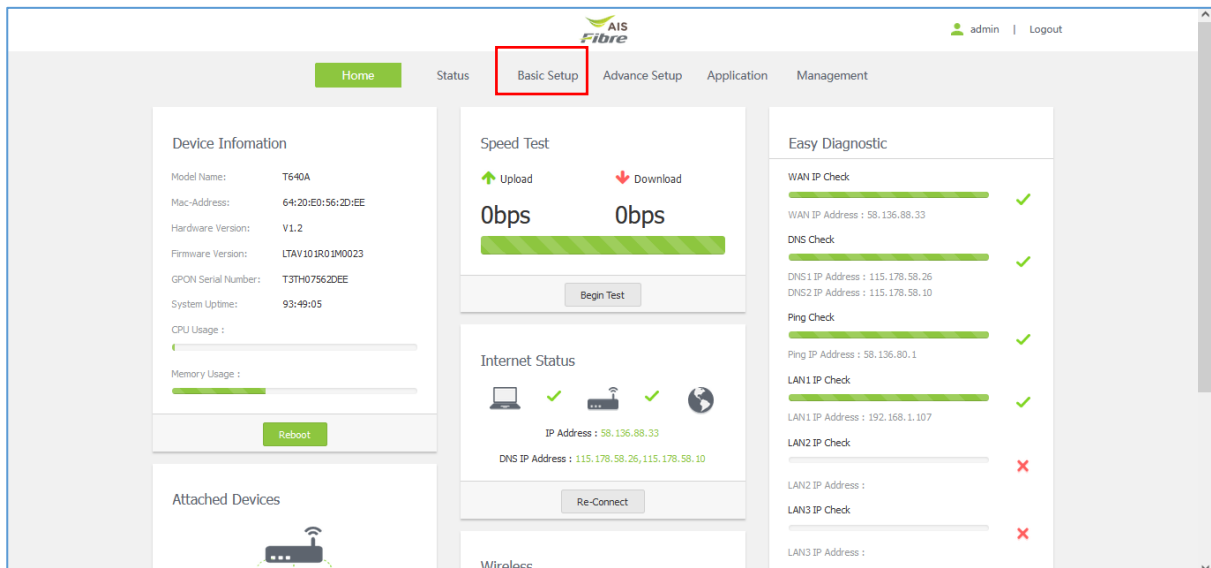 AIS
Fibre
admin | Logout
Home Status Basic Setup Advance Setup Application Management
Device Infomation
Model Name: T640A
Mac-Address: 64:20:E0:56:2D:EE
Hardware Version: V1.2
Firmware Version: LTAV101R01M0023
GPON Serial Number: T3TH07562DEE
System Uptime: 93:49:05
CPU Usage :
Memory Usage :
Reboot
Attached Devices
Speed Test
Upload Download
0bps 0bps
Begin Test
Internet Status
IP Address : 58.136.88.33
DNS IP Address : 115.178.58.26,115.178.58.10
Re-Connect
Wireless
Easy Diagnostic
WAN IP Check
WAN IP Address : 58.136.88.33
DNS Check
DNS1 IP Address : 115.178.58.26
DNS2 IP Address : 115.178.58.10
Ping Check
Ping IP Address : 58.136.80.1
LAN1 IP Check
LAN1 IP Address : 192.168.1.107
LAN2 IP Check
LAN2 IP Address :
LAN3 IP Check
LAN3 IP Address :